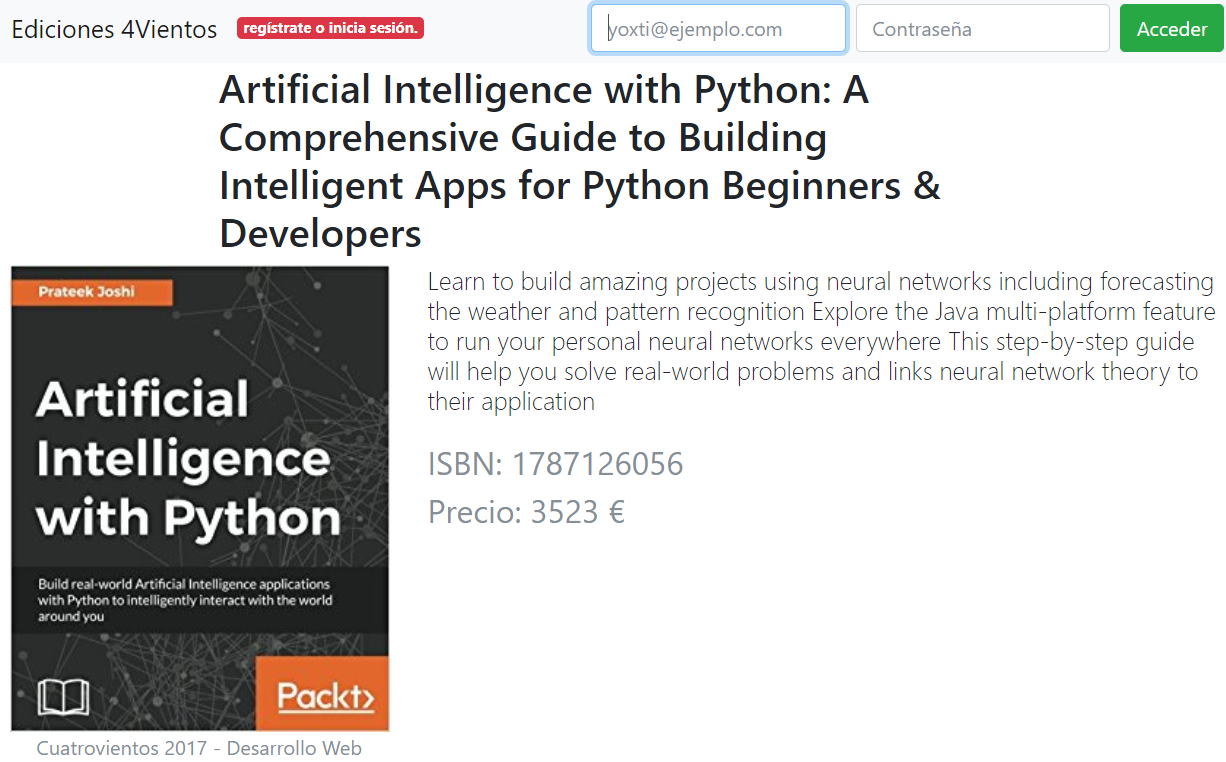 Ediciones 4Vientos regístrate o inicia sesión. yoxti@ejemplo.com Contraseña Acceder
Artificial Intelligence with Python: A
Comprehensive Guide to Building
Intelligent Apps for Python Beginners &
Developers
Prateek Joshi
Artificial
Intelligence
with Python
Build real-world Artificial Intelligence applications
with Python to intelligently interact with the world
around you
Packt>
Learn to build amazing projects using neural networks including forecasting
the weather and pattern recognition Explore the Java multi-platform feature
to run your personal neural networks everywhere This step-by-step guide
will help you solve real-world problems and links neural network theory to
their application
ISBN: 1787126056
Precio: 3523 €
Cuatrovientos 2017 - Desarrollo Web